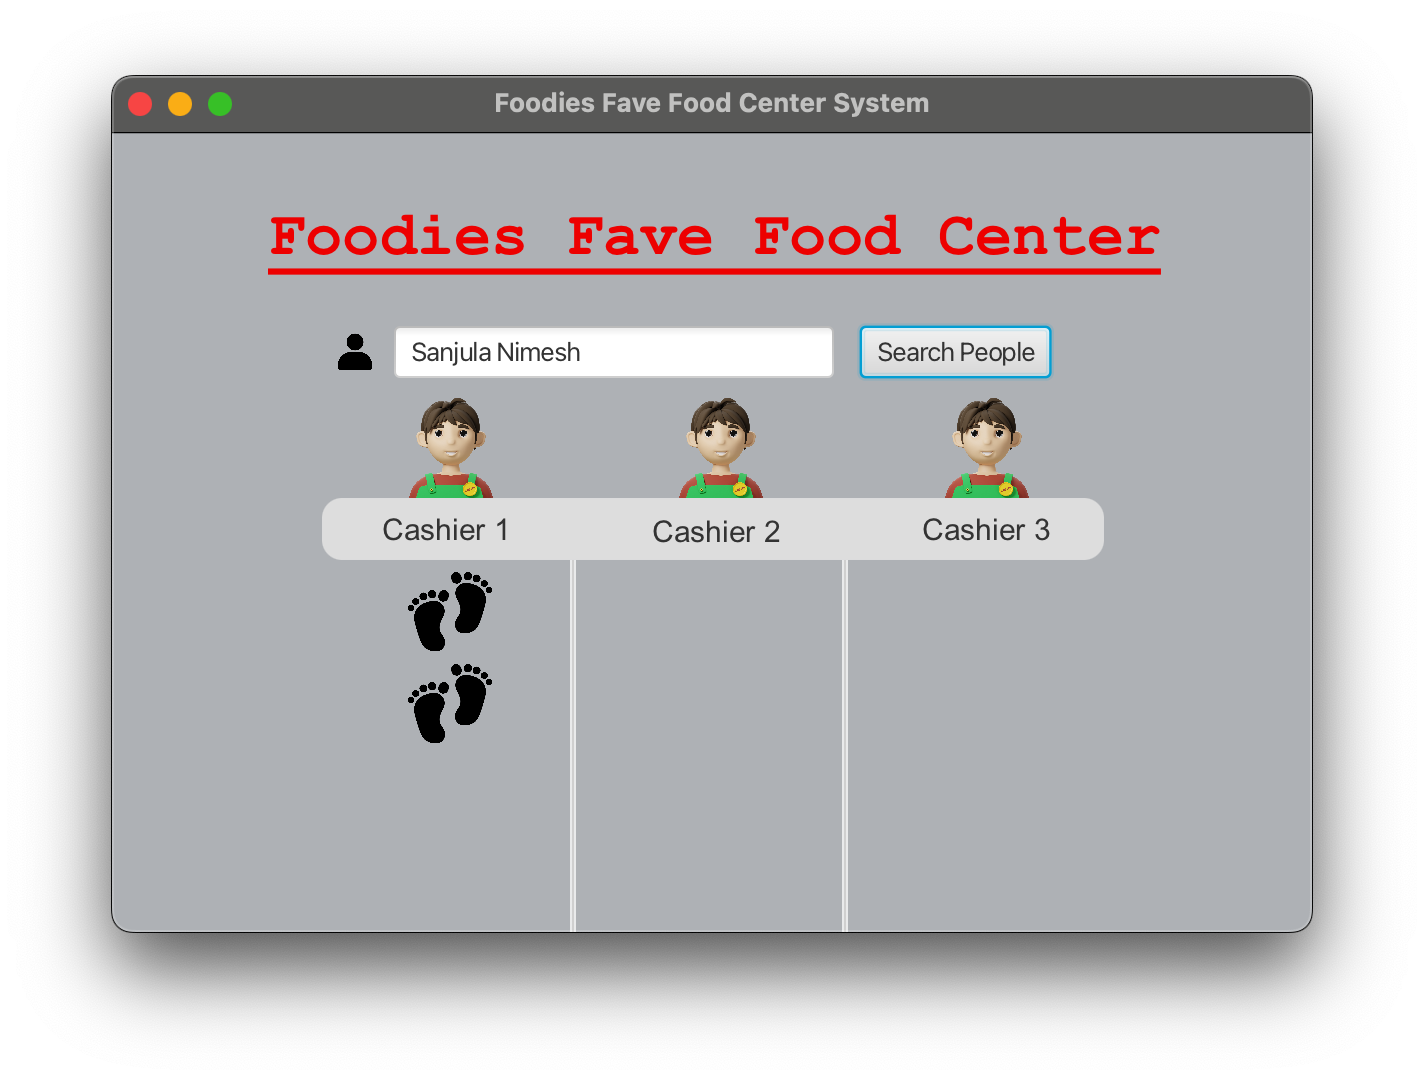 Foodies Fave Food Center System
Foodies Fave Food Center
Sanjula Nimesh
Search People
Cashier 1
Cashier 2
Cashier 3